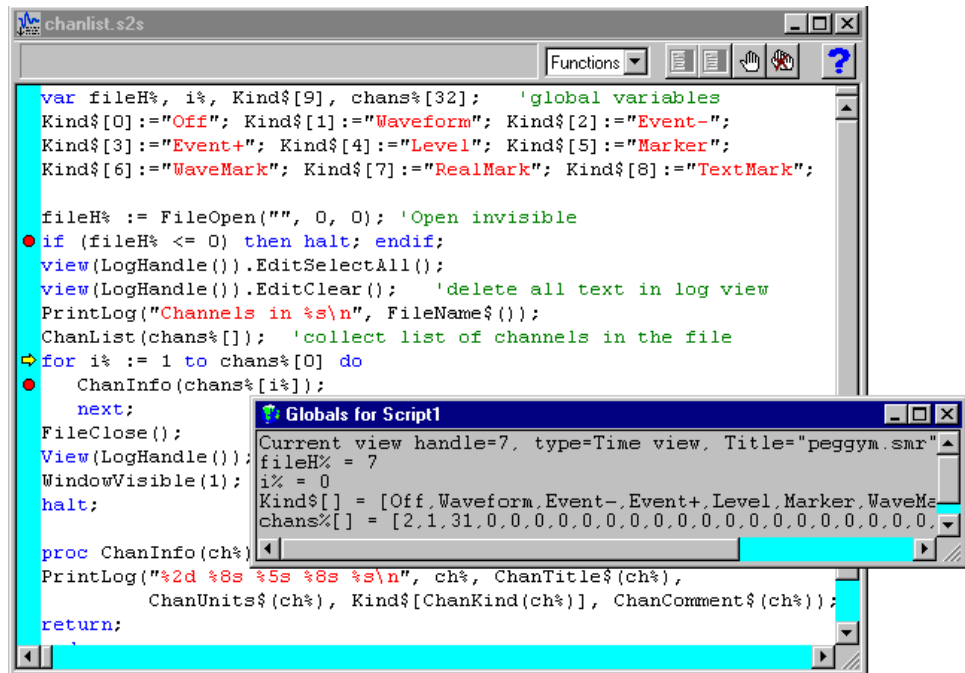 chanlist.s2s
Functions
var fileH%, i%, Kind$[9], chans%[32];   'global variables
Kind$[0]:="Off"; Kind$[1]:="Waveform"; Kind$[2]:="Event-";
Kind$[3]:="Event+"; Kind$[4]:="Level"; Kind$[5]:="Marker";
Kind$[6]:="WaveMark"; Kind$[7]:="RealMark"; Kind$[8]:="TextMark";
fileH% := FileOpen("", 0, 0); 'Open invisible
if (fileH% <= 0) then halt; endif;
view(LogHandle()).EditSelectAll();
view(LogHandle()).EditClear();   'delete all text in log view
PrintLog("Channels in %s\n", FileName$());
ChanList(chans%[]);  'collect list of channels in the file
for i% := 1 to chans%[0] do
ChanInfo(chans%[i%]);
next;
FileClose();
View(LogHandle());
WindowVisible(1);
halt;
Globals for Script1
Current view handle=7, type=Time view, Title="peggym.smr"
fileH% = 7
i% = 0
Kind$[] = [Off,Waveform,Event-,Event+,Level,Marker,WaveMa
chans%[] = [2,1,31,0,0,0,0,0,0,0,0,0,0,0,0,0,0,0,0,0,0,0,
proc ChanInfo(ch%)
PrintLog("%2d %8s %5s %8s %s\n", ch%, ChanTitle$(ch%),
ChanUnits$(ch%), Kind$[ChanKind(ch%)], ChanComment$(ch%));
return;